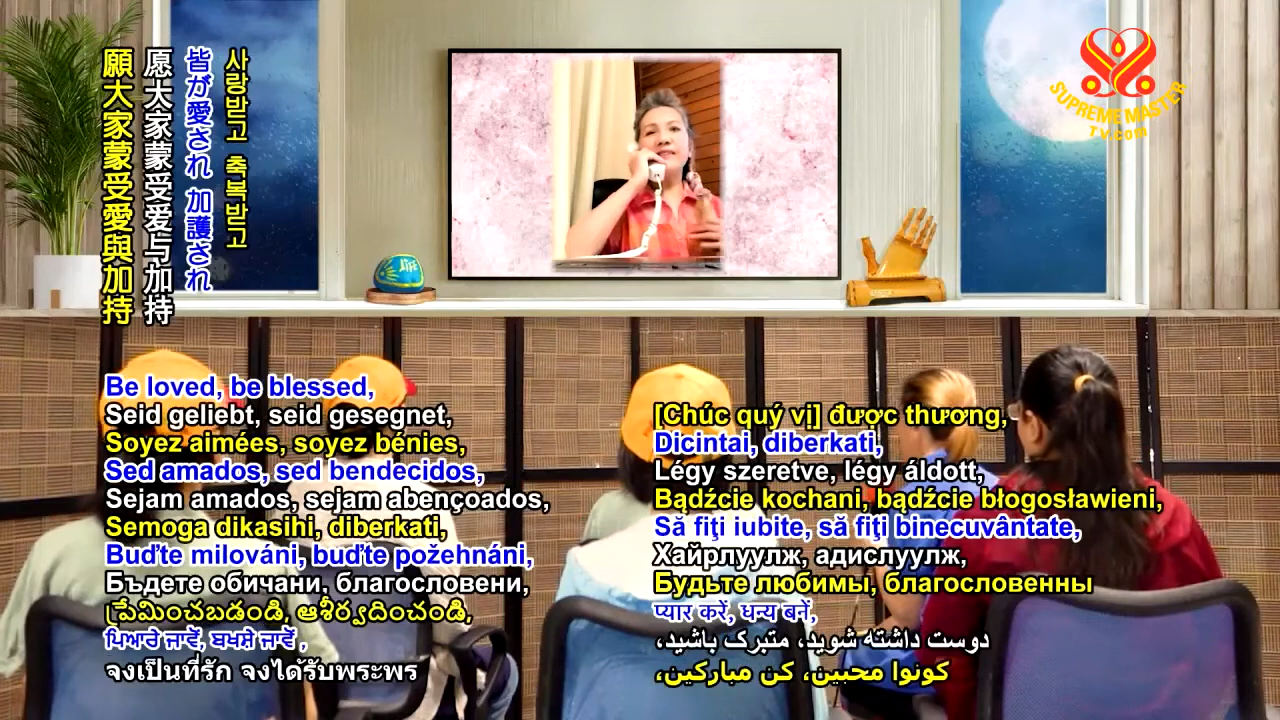 사랑받고 축복받고
皆が愛され 加護され
愿大家蒙受爱与加持
願大家蒙受愛與加持
SUPREME MASTER
TV.com
LIFE
Be loved, be blessed,
Seid geliebt, seid gesegnet,
Soyez aimées, soyez bénies,
Sed amados, sed bendecidos,
Sejam amados, sejam abençoados,
Semoga dikasihi, diberkati,
Buďte milováni, buďte požehnáni,
Бъдете обичани, благословени,
ప్రేమించబడండి, ఆశీర్వదించండి,
ਪਿਆਰੇ ਜਾਵੋਂ, ਬਖਸ਼ੇ ਜਾਵੋਂ ,
จงเป็นที่รัก จงได้รับพระพร
[Chúc quý vị] được thương,
Dicintai, diberkati,
Légy szeretve, légy áldott,
Bądźcie kochani, bądźcie błogosławieni,
Să fiţi iubite, să fiţi binecuvântate,
Хайрлуулж, адислуулж,
Будьте любимы, благословенны
प्यार करें, धन्य बनें,
دوست داشته شوید، متبرک باشید،
كونوا محبين، كن مباركين،